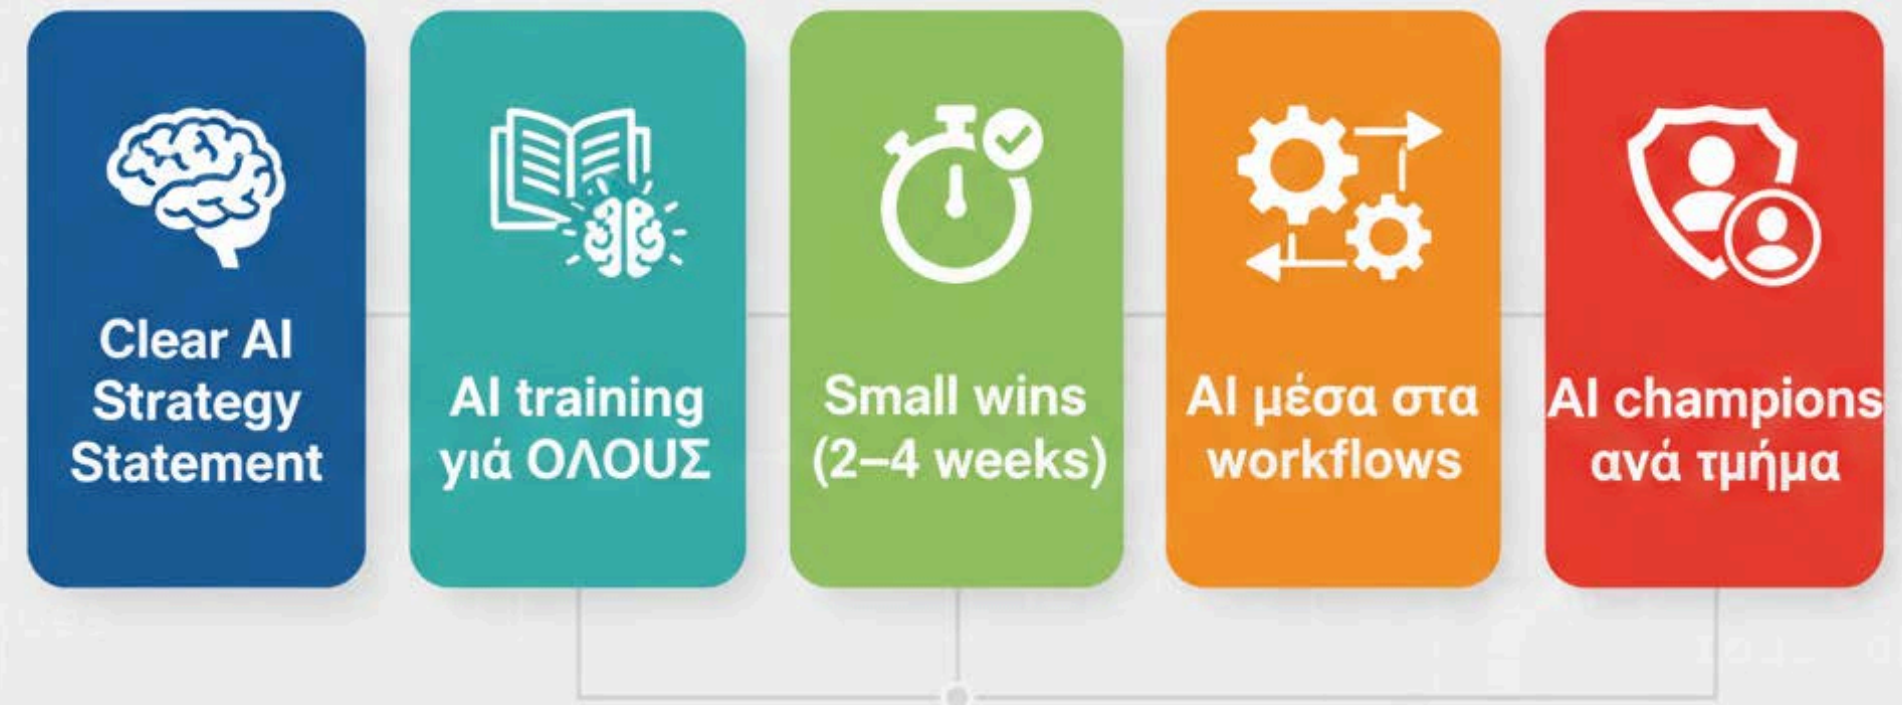 Clear AI
Strategy
Statement
AI training
γιά ΟΛΟΥΣ
Small wins
(2–4 weeks)
AI μέσα στα
workflows
AI champions
ανά τμήμα